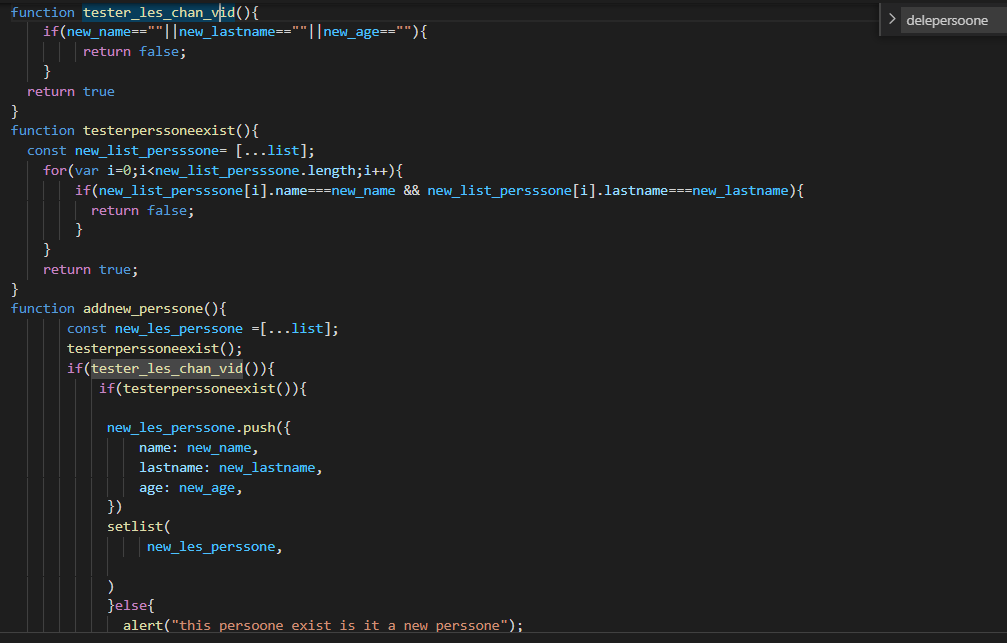 function tester_les_chan_vid(){
if(new_name==""||new_lastname==""||new_age==""){
return false;
}
return true
}
function testerperssoneexist(){
const new_list_persssone= [...list];
for(var i=0;i<new_list_persssone.length;i++){
if(new_list_persssone[i].name===new_name && new_list_persssone[i].lastname===new_lastname){
return false;
}
}
return true;
}
function addnew_perssone(){
const new_les_perssone =[...list];
testerperssoneexist();
if(tester_les_chan_vid()){
if(testerperssoneexist()){
new_les_perssone.push({
name: new_name,
lastname: new_lastname,
age: new_age,
})
setlist(
new_les_perssone,
)
}else{
alert("this persoone exist is it a new perssone");
> delepersoone